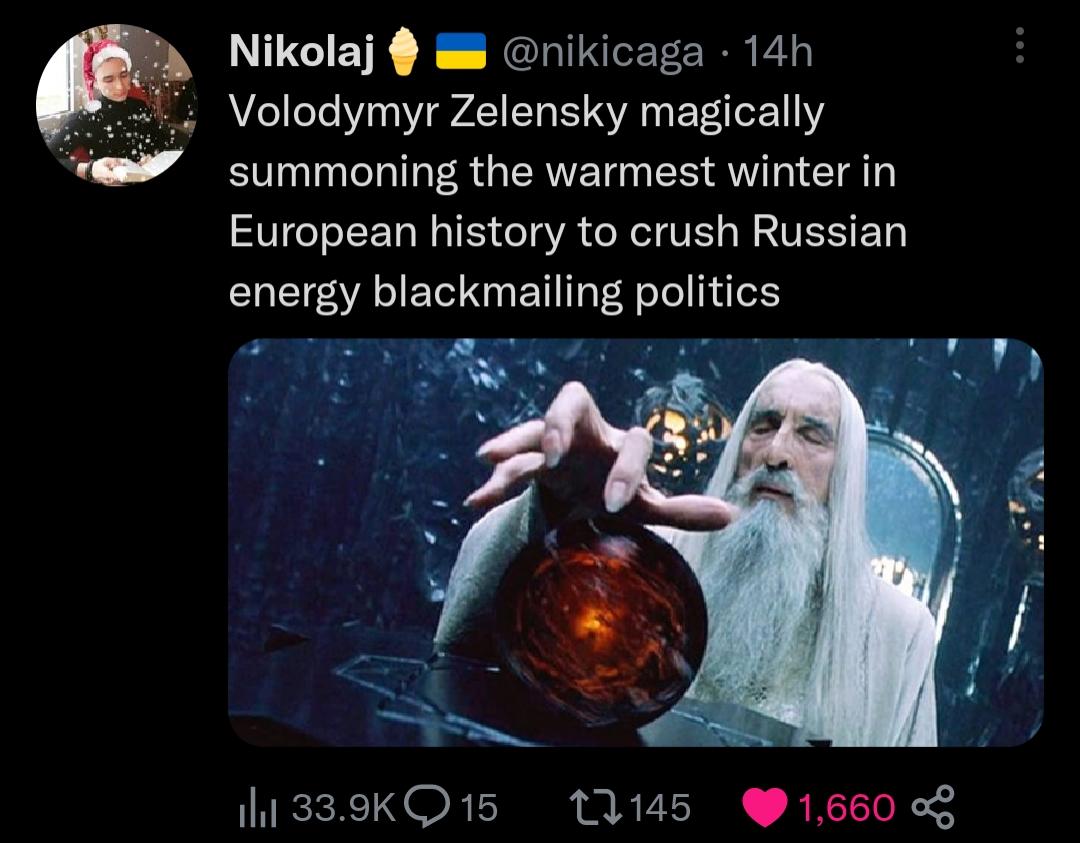 Nikolaj🍦🇺🇦 @nikicaga · 14h
Volodymyr Zelensky magically
summoning the warmest winter in
European history to crush Russian
energy blackmailing politics
33.9K 15 145 1,660